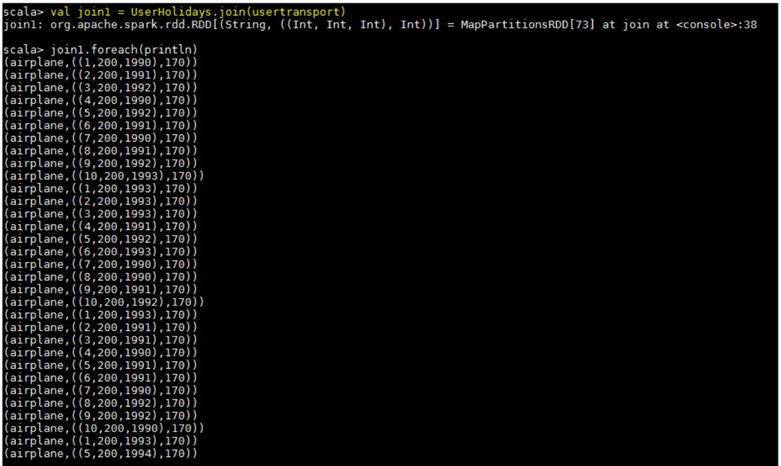 scala> val join1 = UserHolidays.join(usertransport)
join1: org.apache.spark.rdd.RDD[(String, ((Int, Int, Int), Int))] = MapPartitionsRDD[73] at join at <console>:38
scala> join1.foreach(println)
(airplane,((1,200,1990),170))
(airplane,((2,200,1991),170))
(airplane,((3,200,1992),170))
(airplane,((4,200,1990),170))
(airplane,((5,200,1992),170))
(airplane,((6,200,1991),170))
(airplane,((7,200,1990),170))
(airplane,((8,200,1991),170))
(airplane,((9,200,1992),170))
(airplane,((10,200,1993),170))
(airplane,((1,200,1993),170))
(airplane,((2,200,1993),170))
(airplane,((3,200,1993),170))
(airplane,((4,200,1991),170))
(airplane,((5,200,1992),170))
(airplane,((6,200,1993),170))
(airplane,((7,200,1990),170))
(airplane,((8,200,1990),170))
(airplane,((9,200,1991),170))
(airplane,((10,200,1992),170))
(airplane,((1,200,1993),170))
(airplane,((2,200,1991),170))
(airplane,((3,200,1991),170))
(airplane,((4,200,1990),170))
(airplane,((5,200,1991),170))
(airplane,((6,200,1991),170))
(airplane,((7,200,1990),170))
(airplane,((8,200,1992),170))
(airplane,((9,200,1992),170))
(airplane,((10,200,1990),170))
(airplane,((1,200,1993),170))
(airplane,((5,200,1994),170))